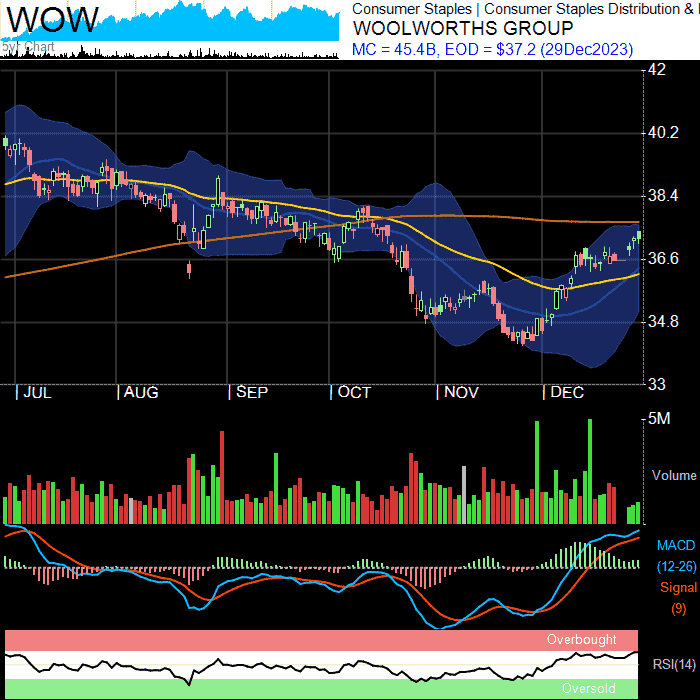 WOW
5yr Chart
Consumer Staples | Consumer Staples Distribution &
WOOLWORTHS GROUP
MC = 45.4B, EOD = $37.2 (29Dec2023)
42
40.2
38.4
36.6
34.8
33
| JUL | AUG | SEP | OCT | NOV | DEC
5M
Volume
MACD
(12-26)
Signal
(9)
Overbought
RSI(14)
Oversold